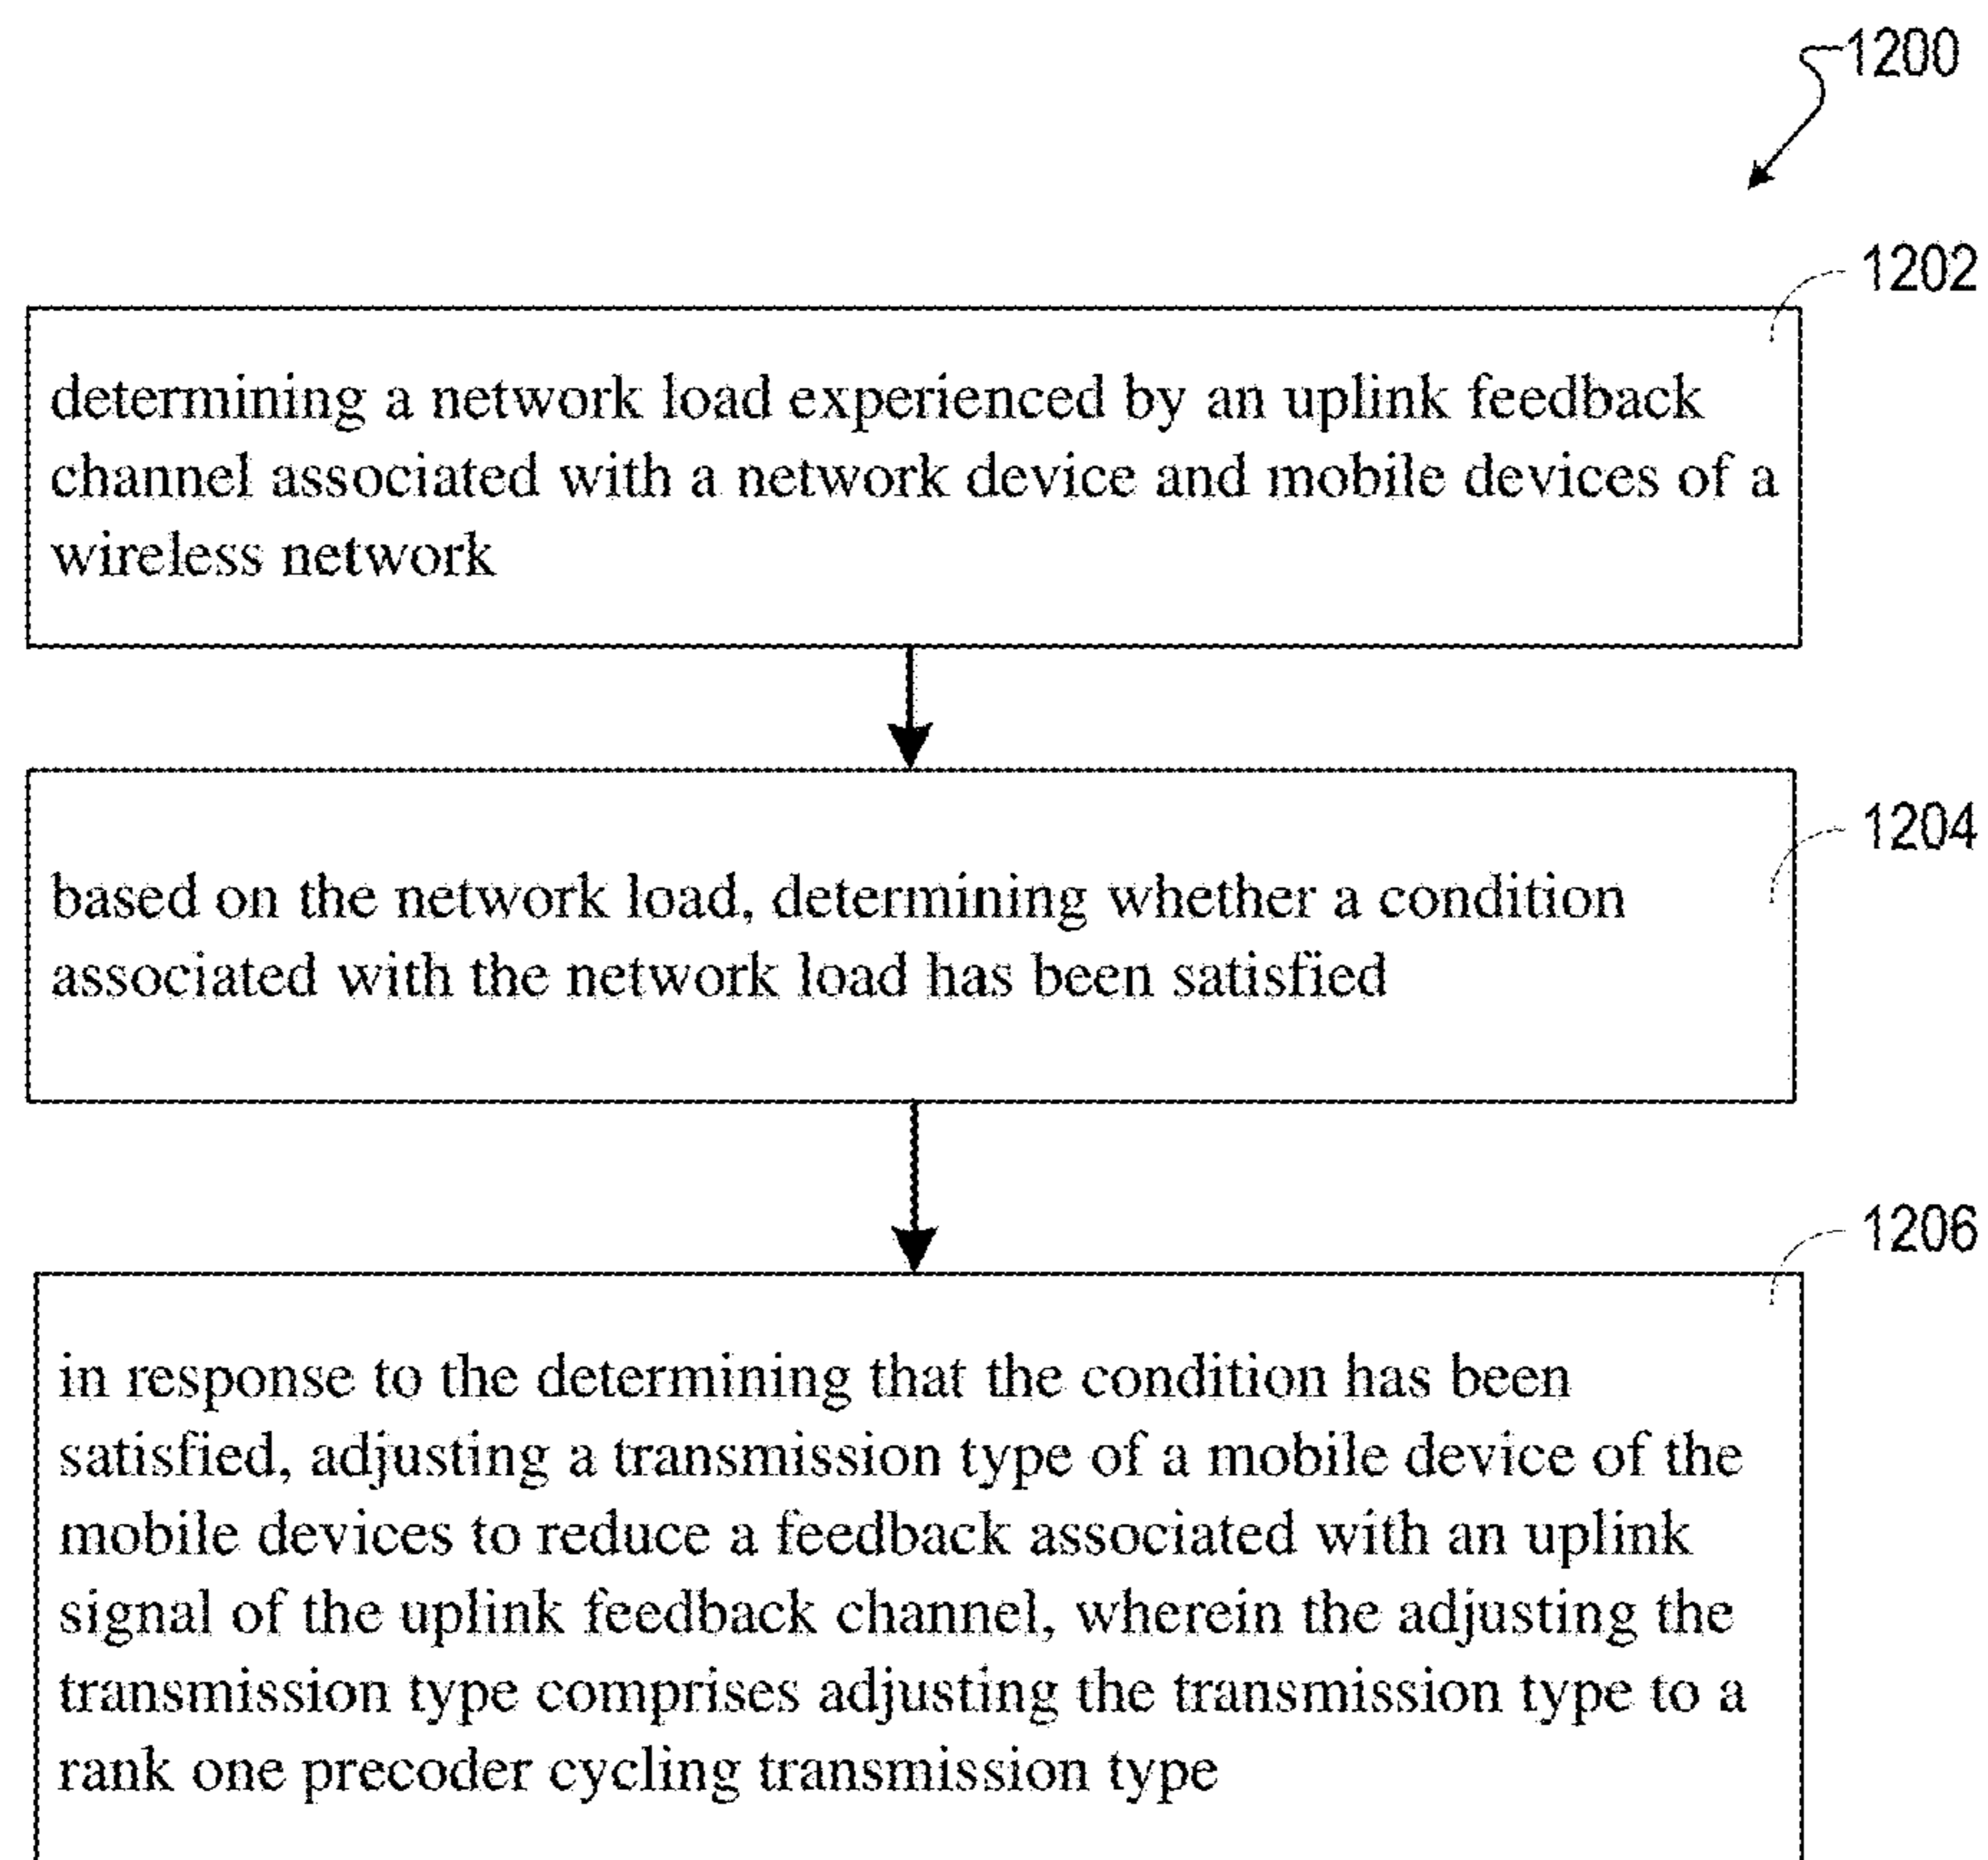 1200
1202
determining a network load experienced by an uplink feedback
channel associated with a network device and mobile devices of a
wireless network
1204
based on the network load, determining whether a condition
associated with the network load has been satisfied
1206
in response to the determining that the condition has been
satisfied, adjusting a transmission type of a mobile device of the
mobile devices to reduce a feedback associated with an uplink
signal of the uplink feedback channel, wherein the adjusting the
transmission type comprises adjusting the transmission type to a
rank one precoder cycling transmission type